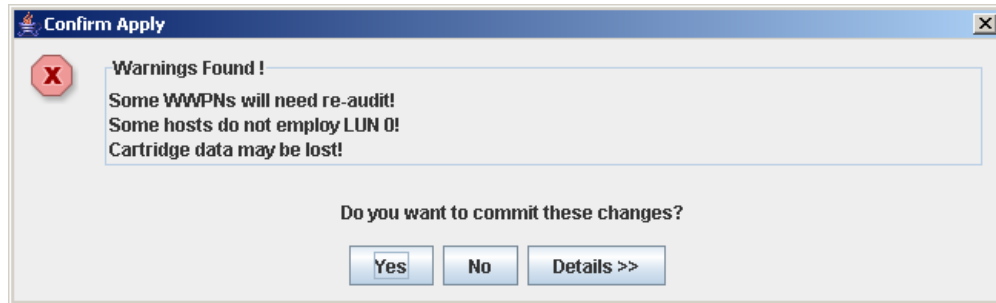 Confirm Apply
Warnings Found !
Some WWPNs will need re-audit!
Some hosts do not employ LUN 0!
Cartridge data may be lost!
Do you want to commit these changes?
Yes No Details >>